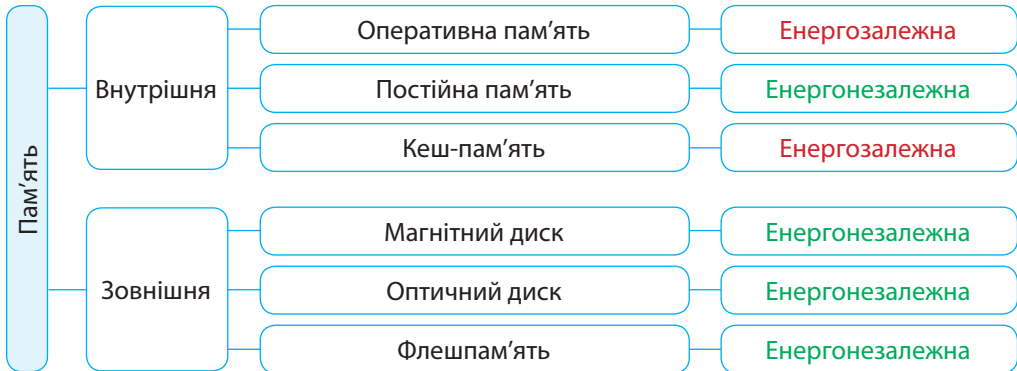 Пам’ять
Внутрішня
Оперативна пам’ять
Енергозалежна
Постійна пам’ять
Енергонезалежна
Кеш-пам’ять
Енергозалежна
Зовнішня
Магнітний диск
Енергонезалежна
Оптичний диск
Енергонезалежна
Флешпам’ять
Енергонезалежна